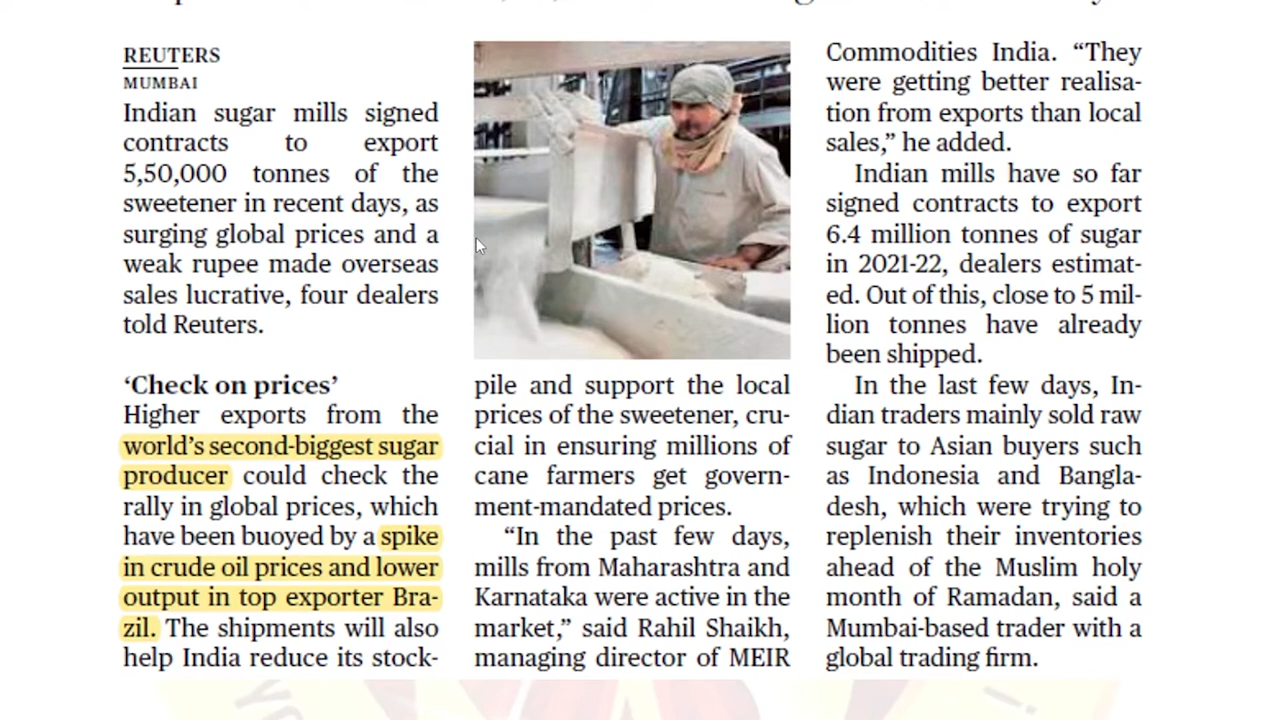 REUTERS
MUMBAI
Indian sugar mills signed
contracts to export
5,50,000 tonnes of the
sweetener in recent days, as
surging global prices and a
weak rupee made overseas
sales lucrative, four dealers
told Reuters.
‘Check on prices’
Higher exports from the
world’s second-biggest sugar
producer could check the
rally in global prices, which
have been buoyed by a spike
in crude oil prices and lower
output in top exporter Bra-
zil. The shipments will also
help India reduce its stock-
pile and support the local
prices of the sweetener, cru-
cial in ensuring millions of
cane farmers get govern-
ment-mandated prices.
“In the past few days,
mills from Maharashtra and
Karnataka were active in the
market,” said Rahil Shaikh,
managing director of MEIR
Commodities India. “They
were getting better realisa-
tion from exports than local
sales,” he added.
Indian mills have so far
signed contracts to export
6.4 million tonnes of sugar
in 2021-22, dealers estimat-
ed. Out of this, close to 5 mil-
lion tonnes have already
been shipped.
In the last few days, In-
dian traders mainly sold raw
sugar to Asian buyers such
as Indonesia and Bangla-
desh, which were trying to
replenish their inventories
ahead of the Muslim holy
month of Ramadan, said a
Mumbai-based trader with a
global trading firm.